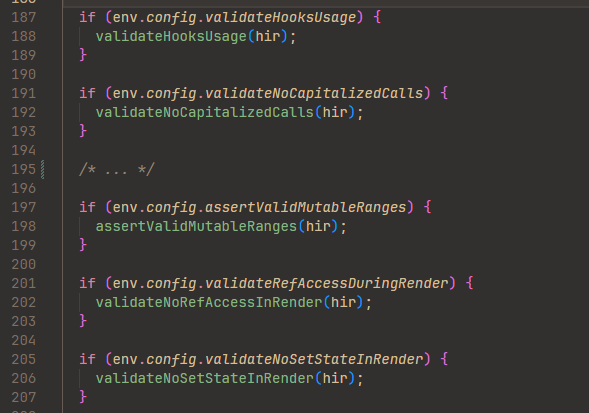 187 if (env.config.validateHooksUsage) {
188 validateHooksUsage(hir);
189 }
190
191 if (env.config.validateNoCapitalizedCalls) {
192 validateNoCapitalizedCalls(hir);
193 }
194
195 /* ... */
196
197 if (env.config.assertValidMutableRanges) {
198 assertValidMutableRanges(hir);
199 }
200
201 if (env.config.validateRefAccessDuringRender) {
202 validateNoRefAccessInRender(hir);
203 }
204
205 if (env.config.validateNoSetStateInRender) {
206 validateNoSetStateInRender(hir);
207 }